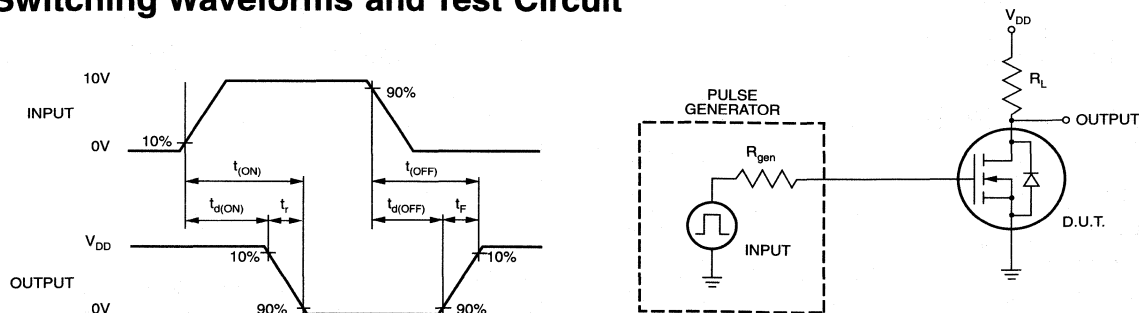 Switching Waveforms and Test Circuit
10V
INPUT
0V
10%
90%
t(ON)
t(OFF)
td(ON)
tr
td(OFF)
tF
VDD
OUTPUT
0V
10%
90%
90%
10%
PULSE
GENERATOR
Rgen
INPUT
VDD
RL
OUTPUT
D.U.T.